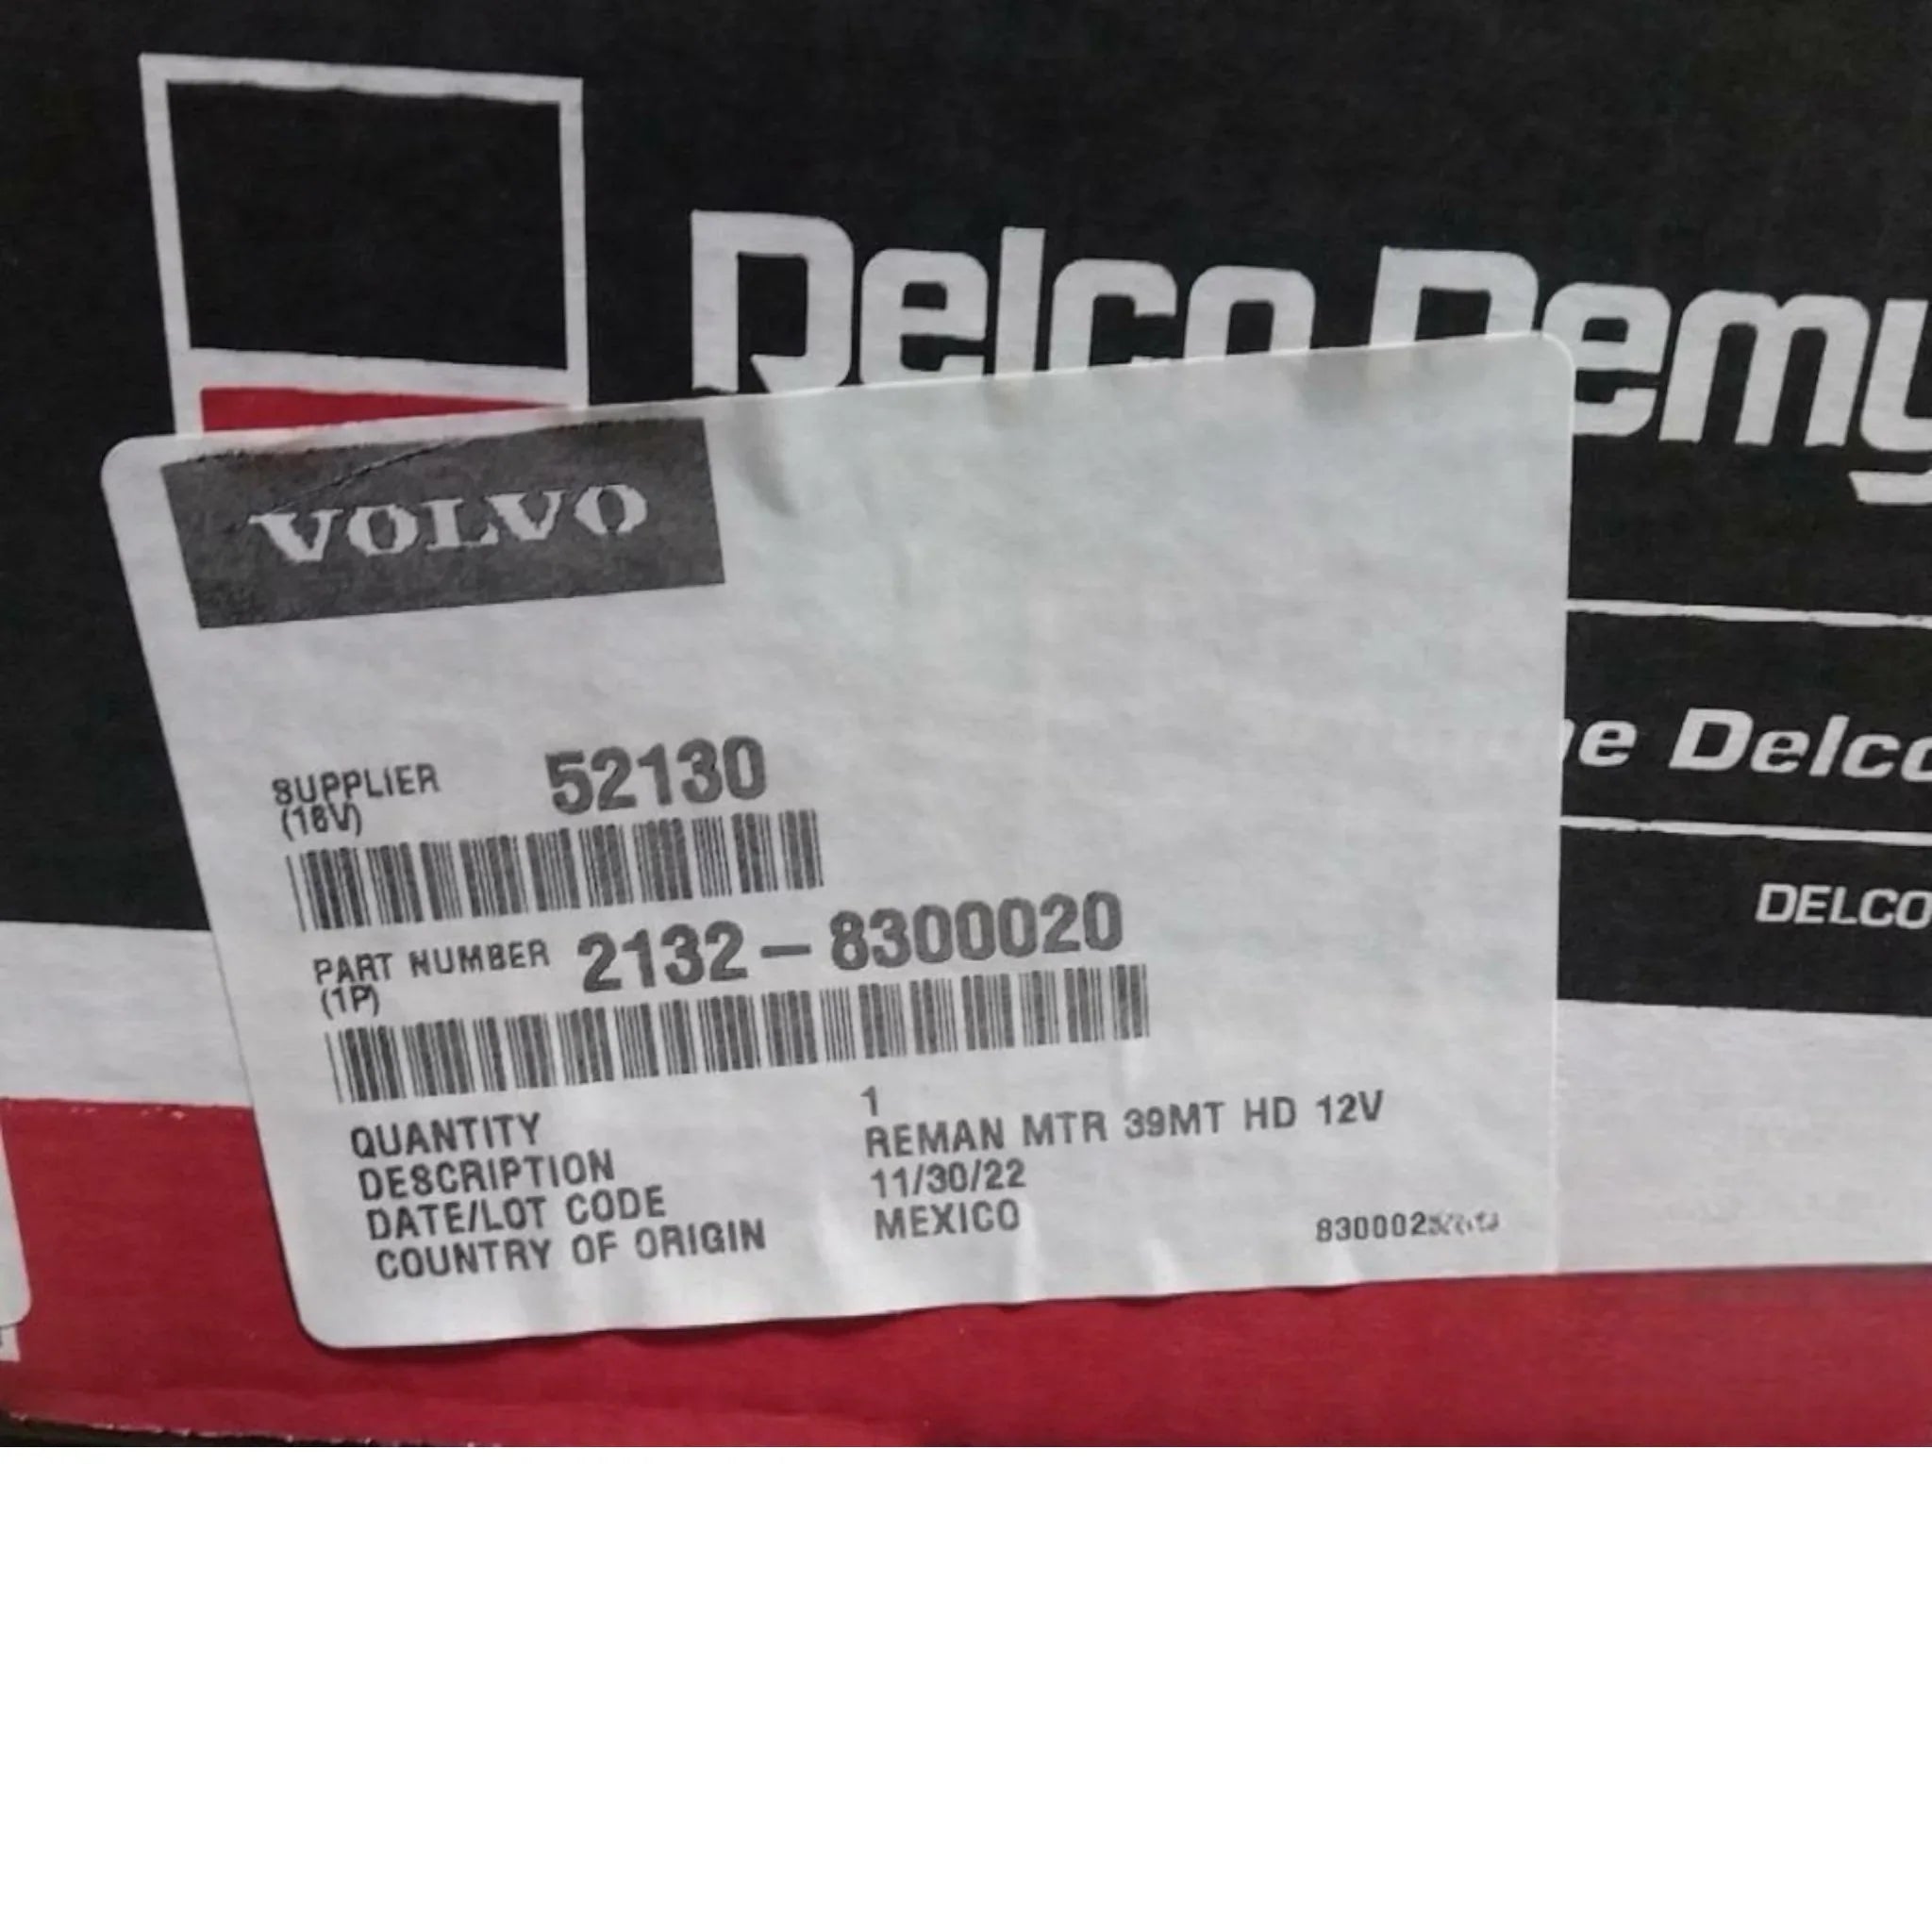 Delco Remy
VOLVO
SUPPLIER 52130
(18V)
PART NUMBER 2132-8300020
(1P)
QUANTITY 1
DESCRIPTION REMAN MTR 39MT HD 12V
DATE/LOT CODE 11/30/22
COUNTRY OF ORIGIN MEXICO
e Delco
DELCO